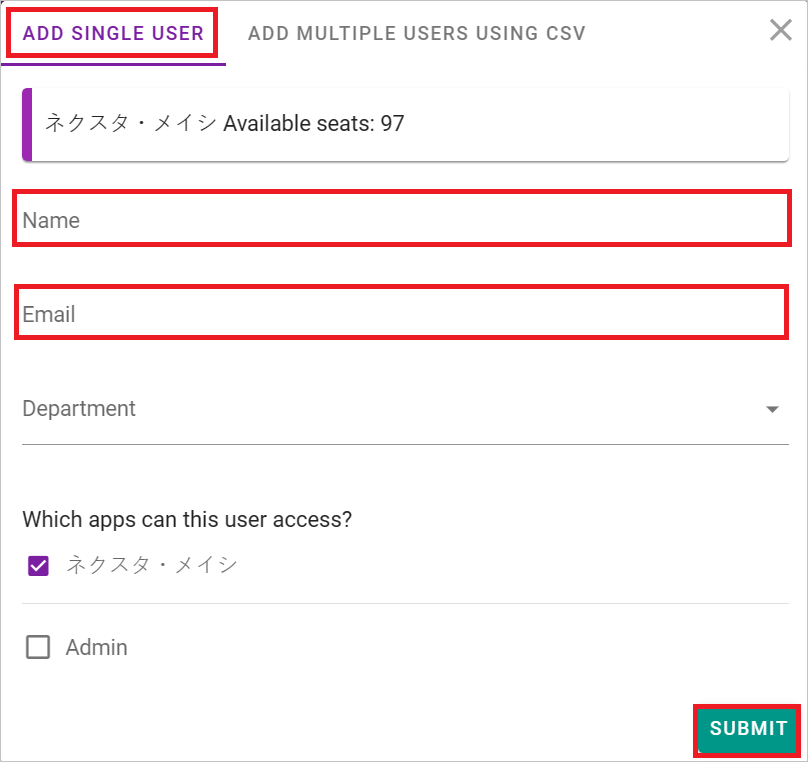 ADD SINGLE USER ADD MULTIPLE USERS USING CSV
ネクスタ・メイシ Available seats: 97
Name
Email
Department
Which apps can this user access?
ネクスタ・メイシ
Admin
SUBMIT